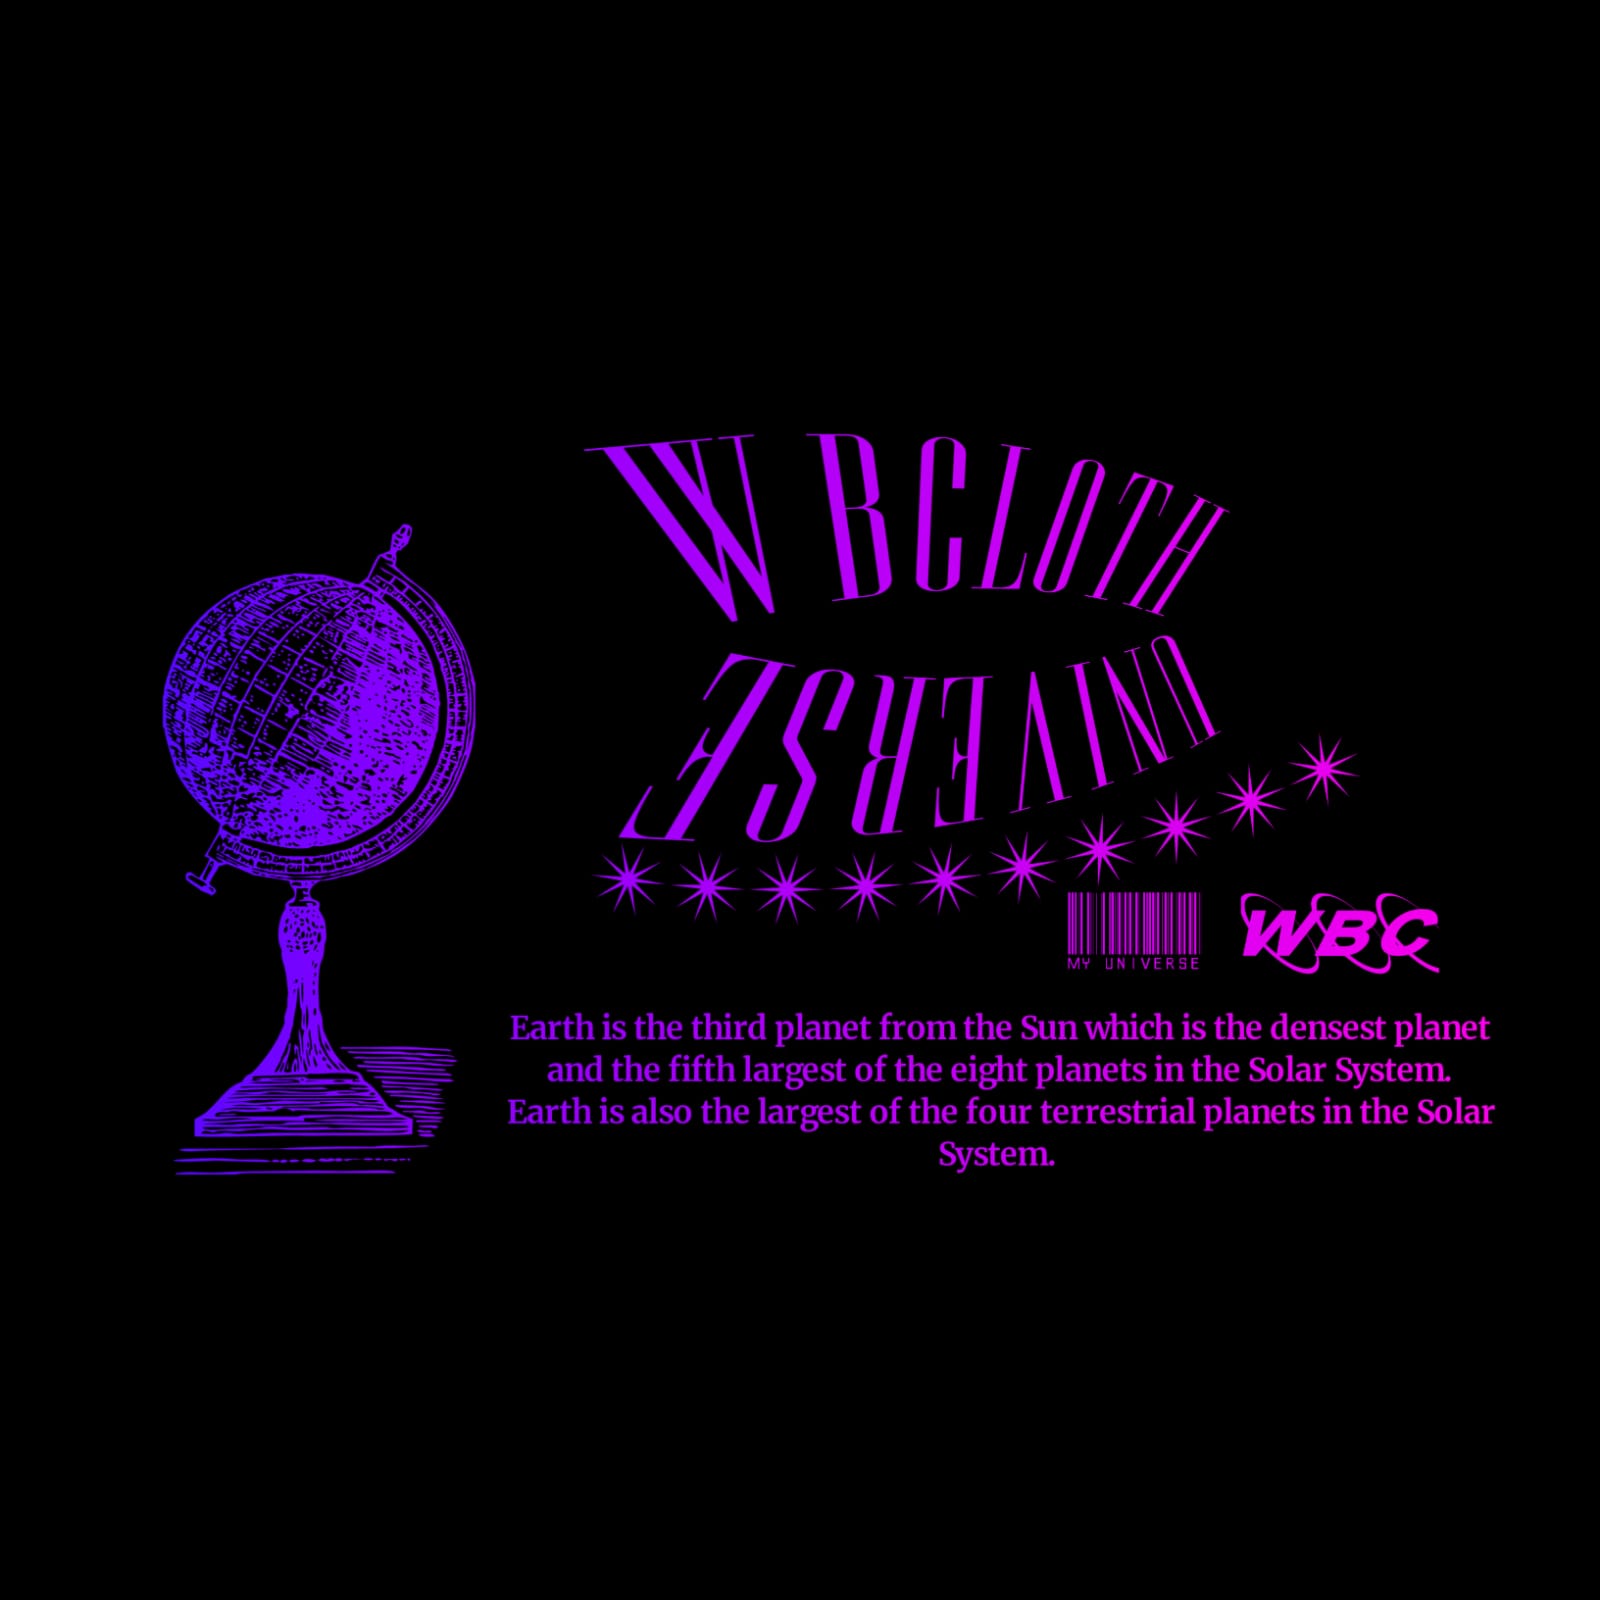 W BCLOTH
UNIVERSE
MY UNIVERSE
WBC
Earth is the third planet from the Sun which is the densest planet
and the fifth largest of the eight planets in the Solar System.
Earth is also the largest of the four terrestrial planets in the Solar
System.